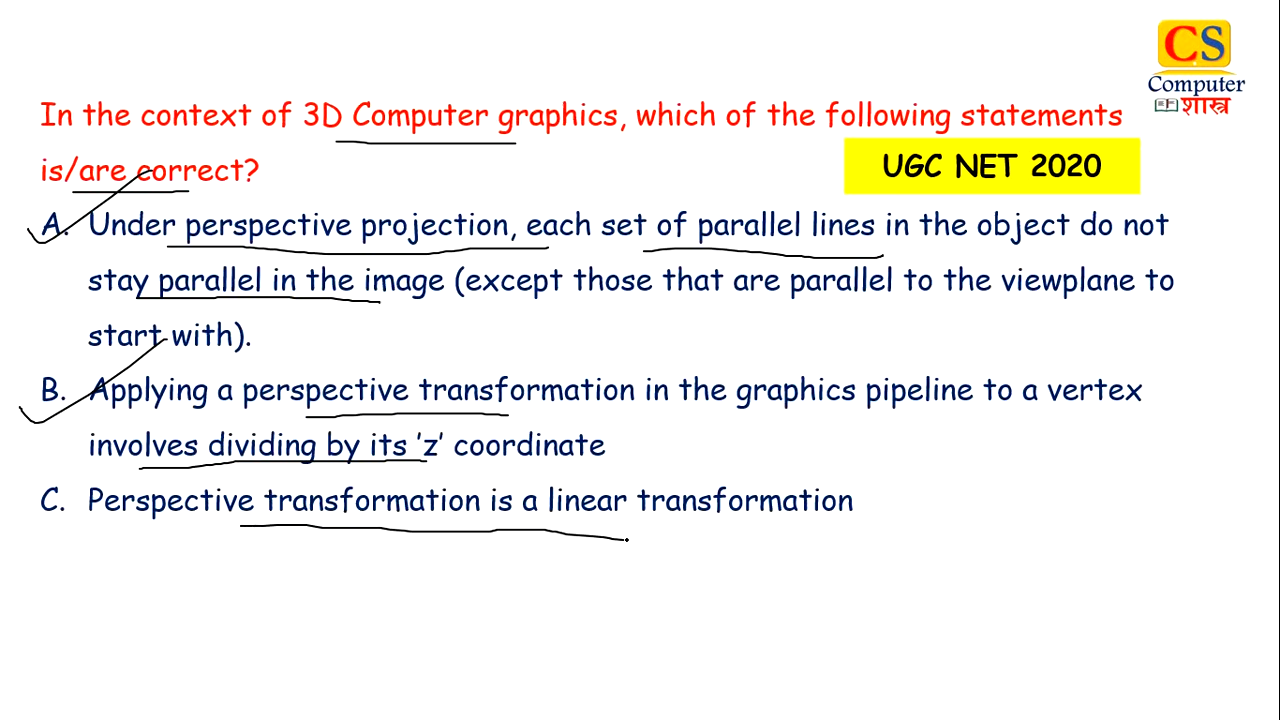 CS
Computer
शास्त्र
In the context of 3D Computer graphics, which of the following statements
is/are correct?
UGC NET 2020
A. Under perspective projection, each set of parallel lines in the object do not
stay parallel in the image (except those that are parallel to the viewplane to
start with).
B. Applying a perspective transformation in the graphics pipeline to a vertex
involves dividing by its 'z' coordinate
C. Perspective transformation is a linear transformation